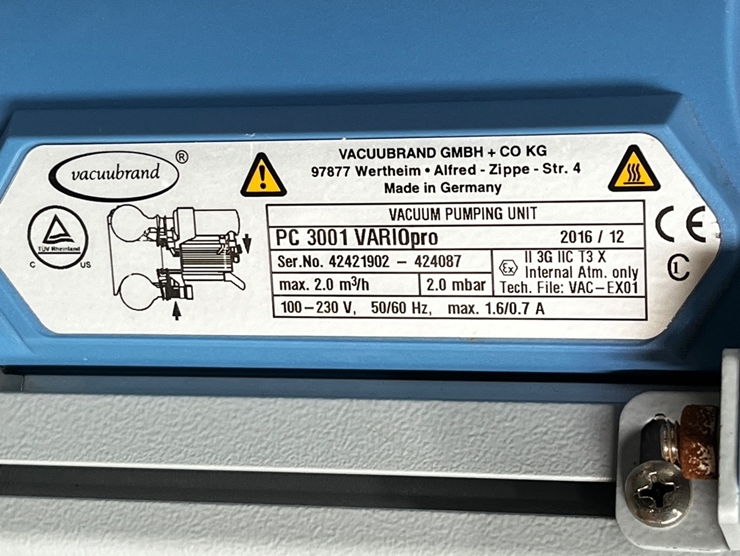 vacuubrand ®
VACUUBRAND GMBH + CO KG
97877 Wertheim • Alfred - Zippe - Str. 4
Made in Germany
TÜV Rheinland
C US
VACUUM PUMPING UNIT
PC 3001 VARIOpro 2016 / 12
Ser.No. 42421902 – 424087
max. 2.0 m³/h 2.0 mbar
Ex II 3G IIC T3 X
Internal Atm. only
Tech. File: VAC–EX01
100–230 V, 50/60 Hz, max. 1.6/0.7 A
CE